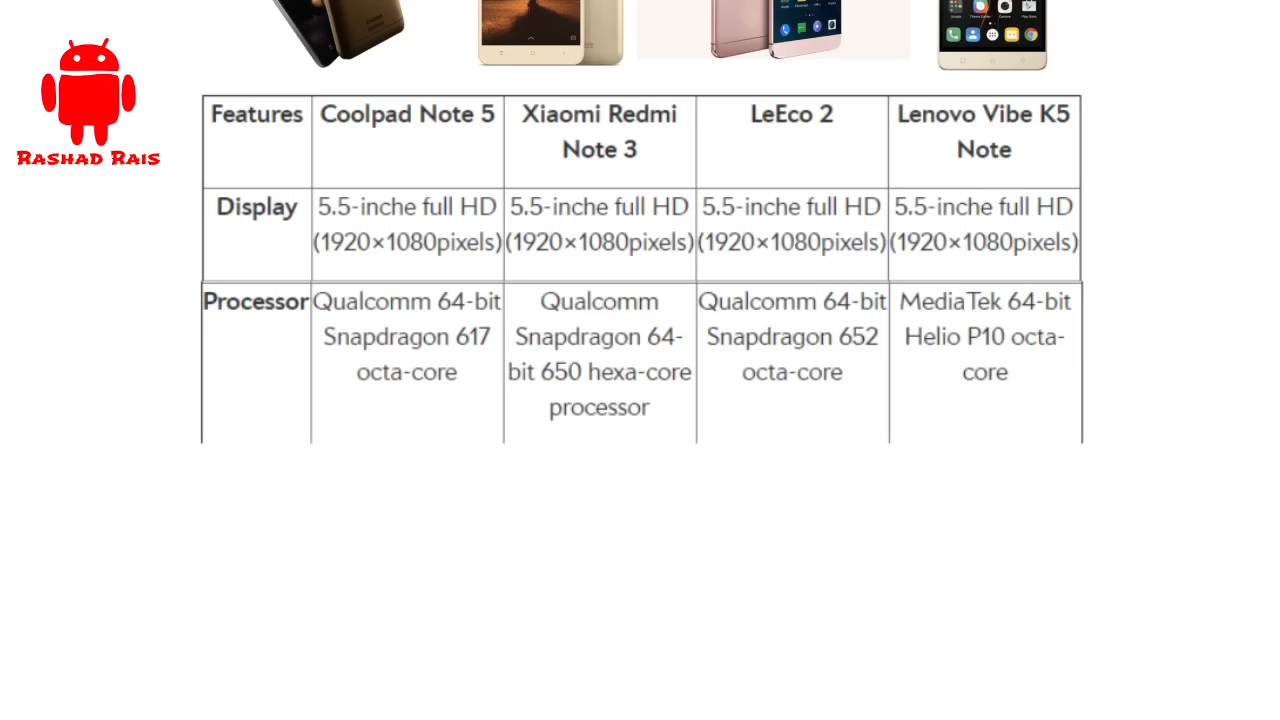 RASHAD RAIS
Features
Coolpad Note 5
Xiaomi Redmi
Note 3
LeEco 2
Lenovo Vibe K5
Note
Display
5.5-inche full HD
(1920×1080pixels)
5.5-inche full HD
(1920×1080pixels)
5.5-inche full HD
(1920×1080pixels)
5.5-inche full HD
(1920×1080pixels)
Processor
Qualcomm 64-bit
Snapdragon 617
octa-core
Qualcomm
Snapdragon 64-
bit 650 hexa-core
processor
Qualcomm 64-bit
Snapdragon 652
octa-core
MediaTek 64-bit
Helio P10 octa-
core